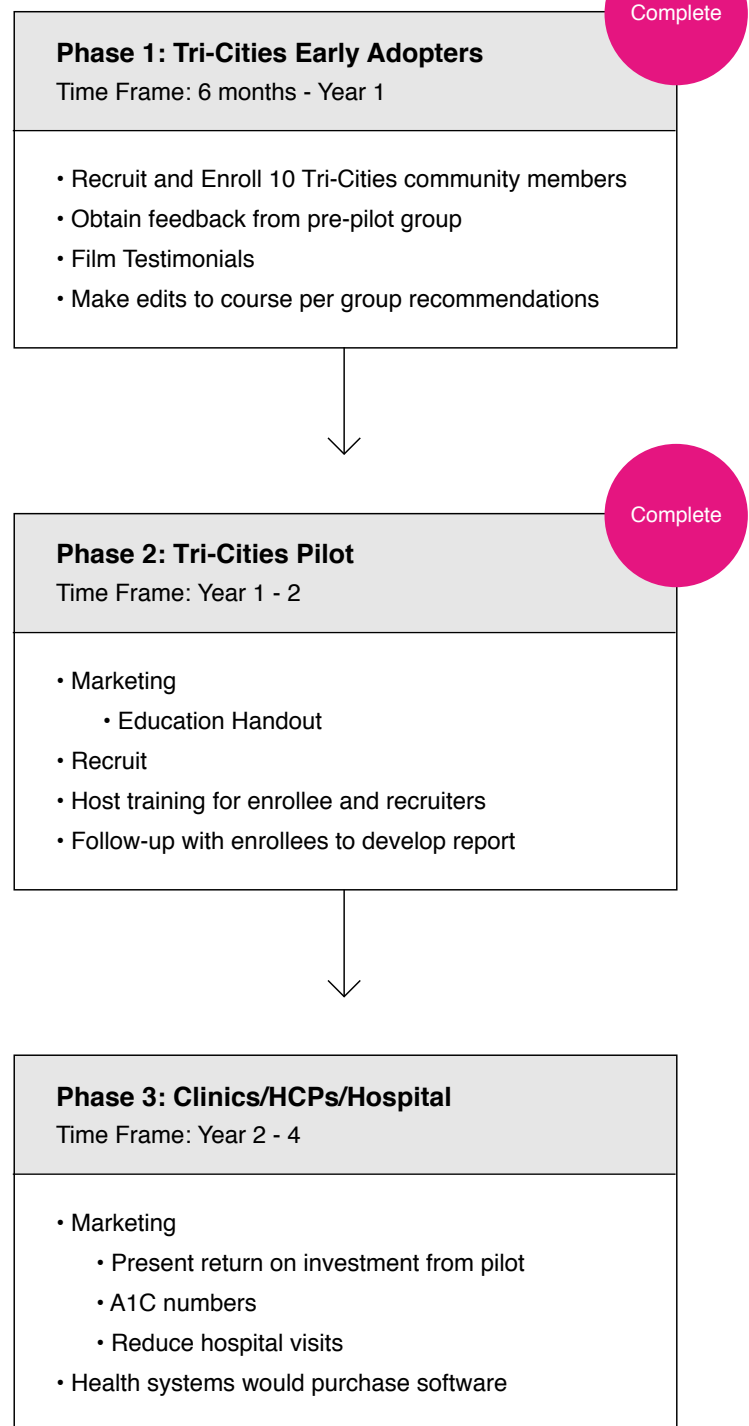 Complete
Phase 1: Tri-Cities Early Adopters
Time Frame: 6 months - Year 1
• Recruit and Enroll 10 Tri-Cities community members
• Obtain feedback from pre-pilot group
• Film Testimonials
• Make edits to course per group recommendations
Complete
Phase 2: Tri-Cities Pilot
Time Frame: Year 1 - 2
• Marketing
• Education Handout
• Recruit
• Host training for enrollee and recruiters
• Follow-up with enrollees to develop report
Phase 3: Clinics/HCPs/Hospital
Time Frame: Year 2 - 4
• Marketing
• Present return on investment from pilot
• A1C numbers
• Reduce hospital visits
• Health systems would purchase software